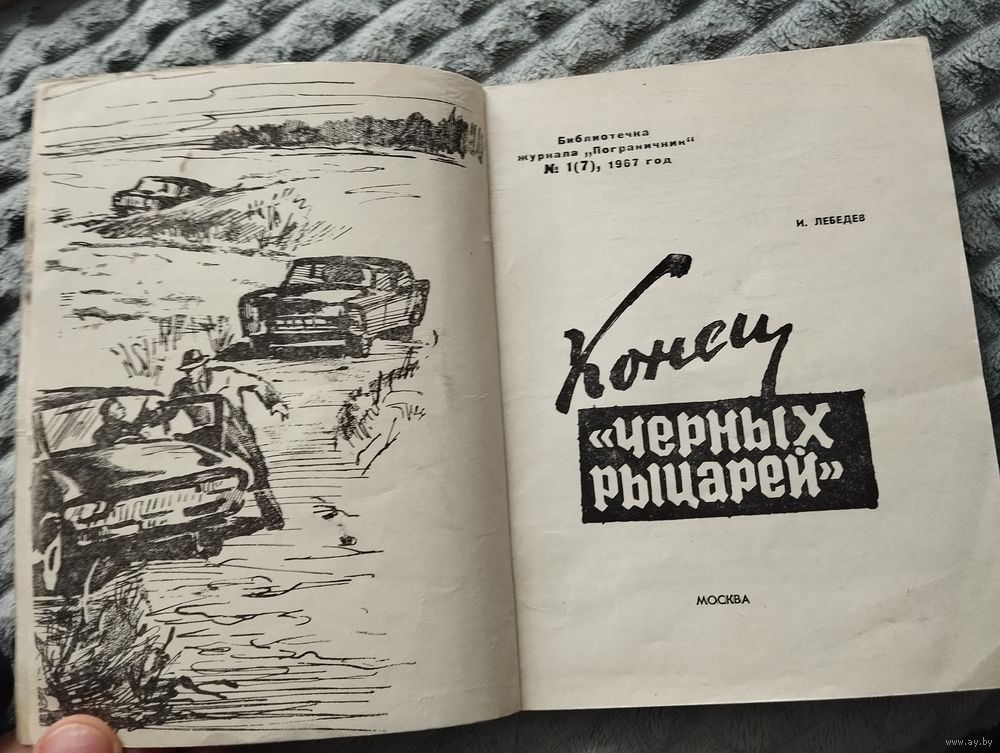 Библиотечка
журнала „Пограничник“
№ 1(7), 1967 год
И. ЛЕБЕДЕВ
Конец
«ЧЕРНЫХ
РЫЦАРЕЙ»
МОСКВА
www.ay.by